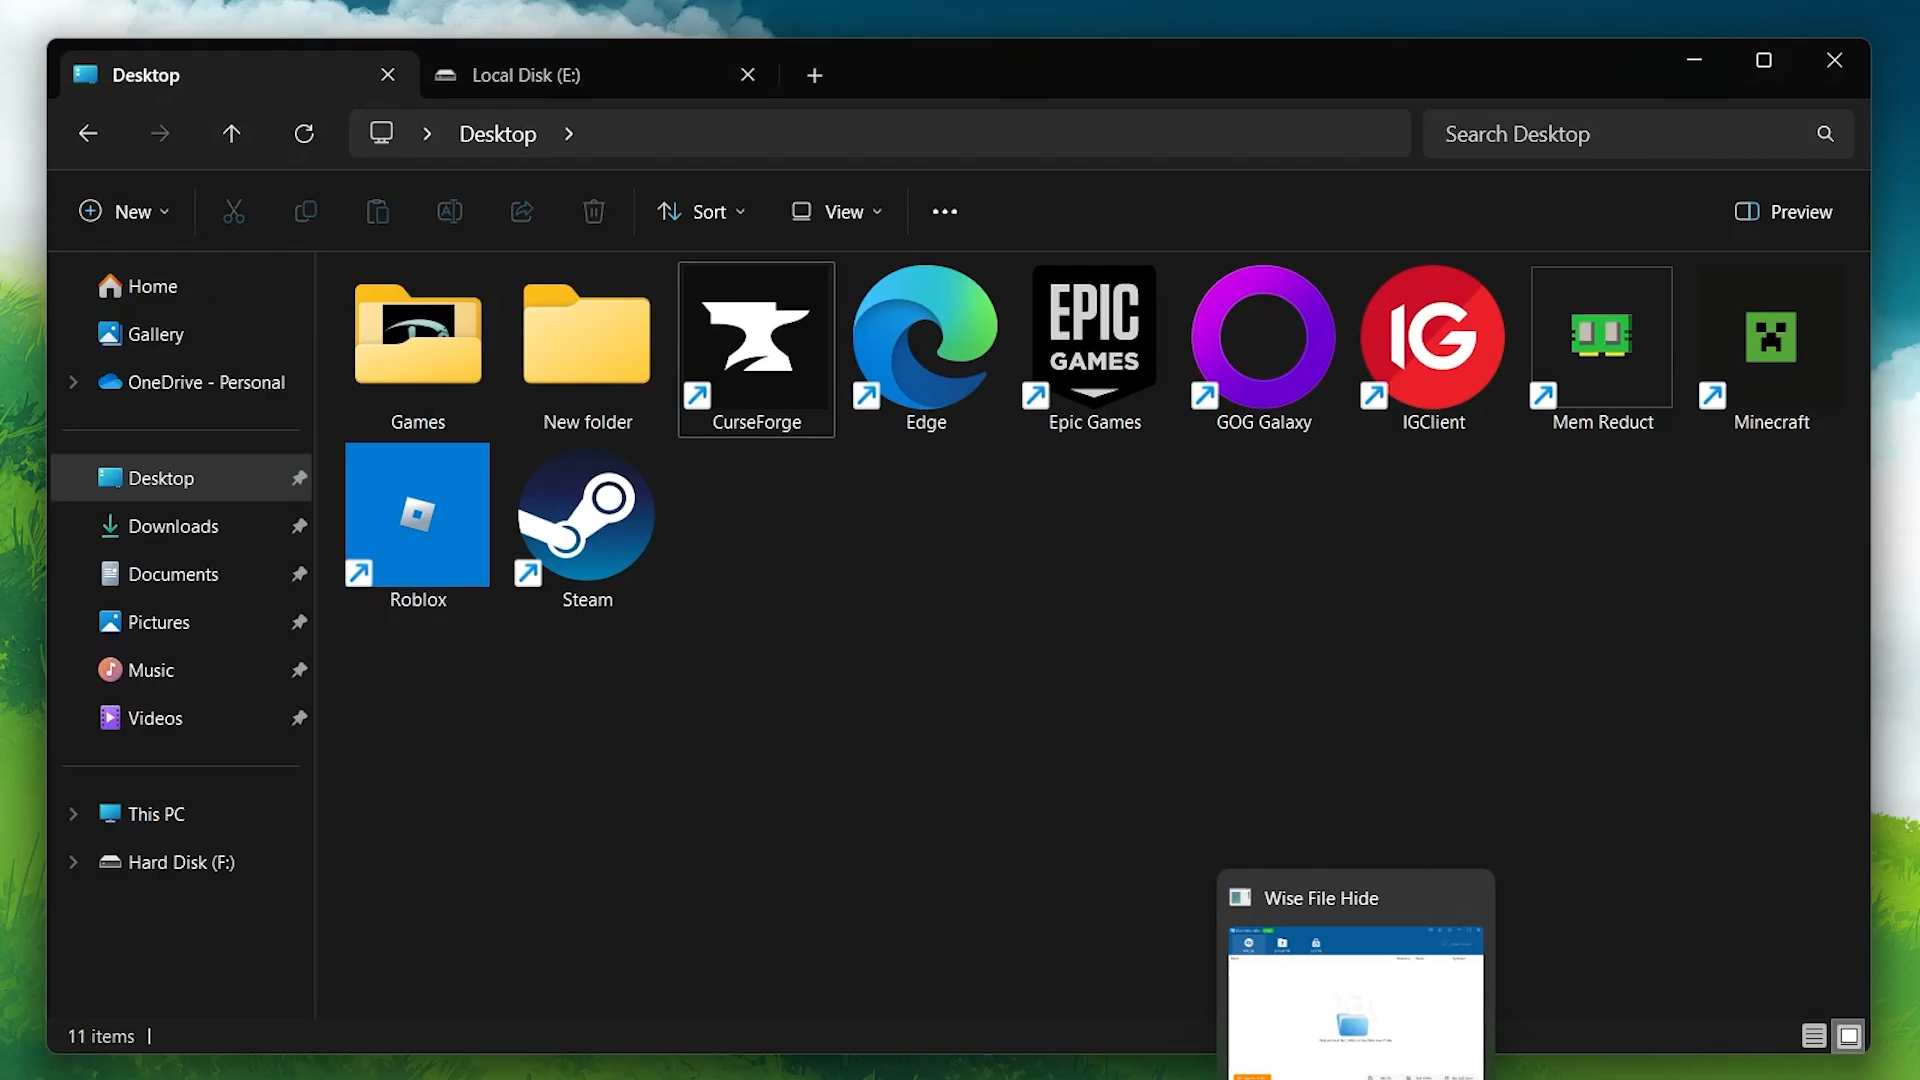 Desktop
Local Disk (E:)
Desktop
Search Desktop
New
Sort
View
Preview
Home
Gallery
OneDrive - Personal
Desktop
Downloads
Documents
Pictures
Music
Videos
This PC
Hard Disk (F:)
EPIC
GAMES
IG
Games
New folder
CurseForge
Edge
Epic Games
GOG Galaxy
IGClient
Mem Reduct
Minecraft
Roblox
Steam
Wise File Hide
11 items